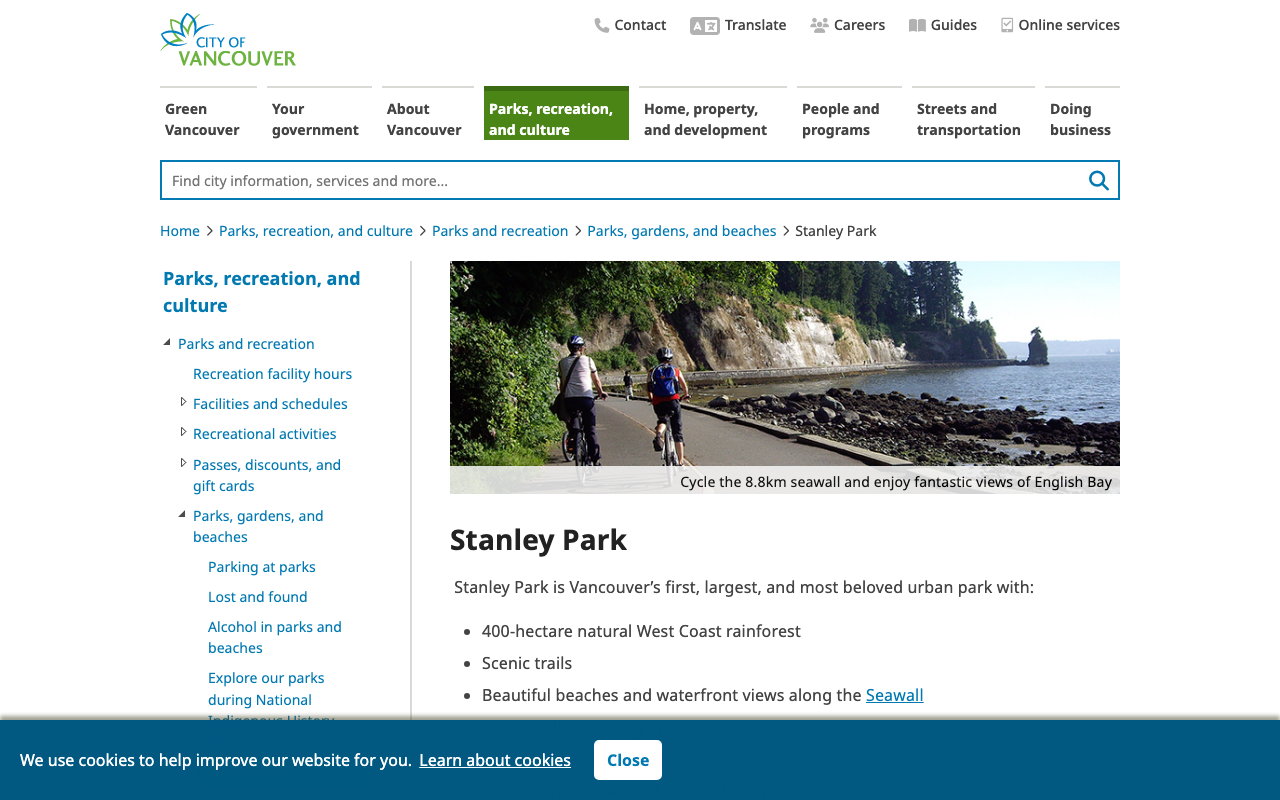 CITY OF
VANCOUVER
Contact
Translate
Careers
Guides
Online services
Green
Vancouver
Your
government
About
Vancouver
Parks, recreation,
and culture
Home, property,
and development
People and
programs
Streets and
transportation
Doing
business
Find city information, services and more...
Home > Parks, recreation, and culture > Parks and recreation > Parks, gardens, and beaches > Stanley Park
Parks, recreation, and
culture
Parks and recreation
Recreation facility hours
Facilities and schedules
Recreational activities
Passes, discounts, and
gift cards
Parks, gardens, and
beaches
Parking at parks
Lost and found
Alcohol in parks and
beaches
Explore our parks
during National
Indigenous History
Cycle the 8.8km seawall and enjoy fantastic views of English Bay
Stanley Park
Stanley Park is Vancouver’s first, largest, and most beloved urban park with:
• 400-hectare natural West Coast rainforest
• Scenic trails
• Beautiful beaches and waterfront views along the Seawall
We use cookies to help improve our website for you. Learn about cookies
Close